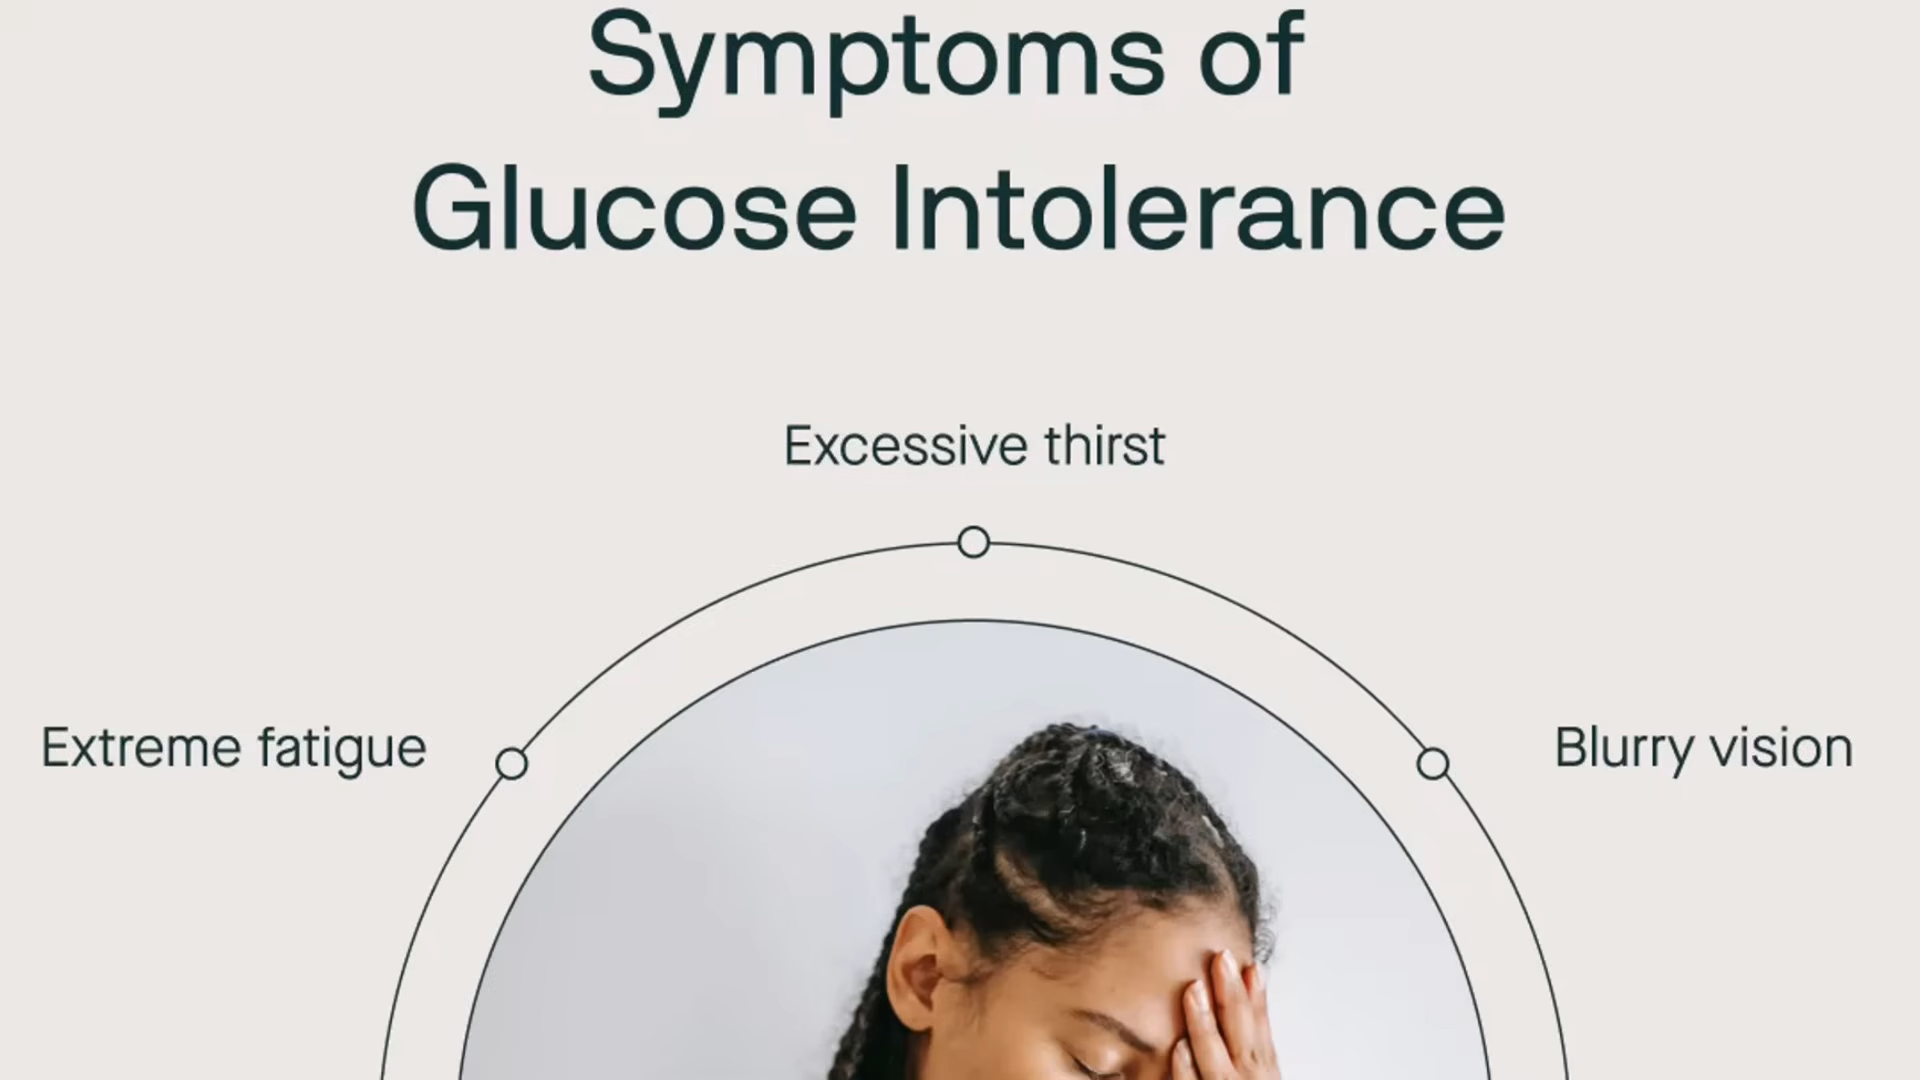 Symptoms of
Glucose Intolerance
Excessive thirst
Extreme fatigue
Blurry vision